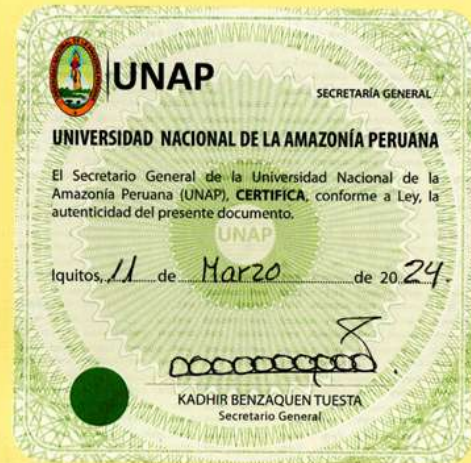 UNAP
SECRETARÍA GENERAL
UNIVERSIDAD NACIONAL DE LA AMAZONÍA PERUANA
El Secretario General de la Universidad Nacional de la
Amazonía Peruana (UNAP), CERTIFICA, conforme a Ley, la
autenticidad del presente documento.
UNAP
Iquitos, 11 de Marzo de 20 24.
KADHIR BENZAQUEN TUESTA
Secretario General